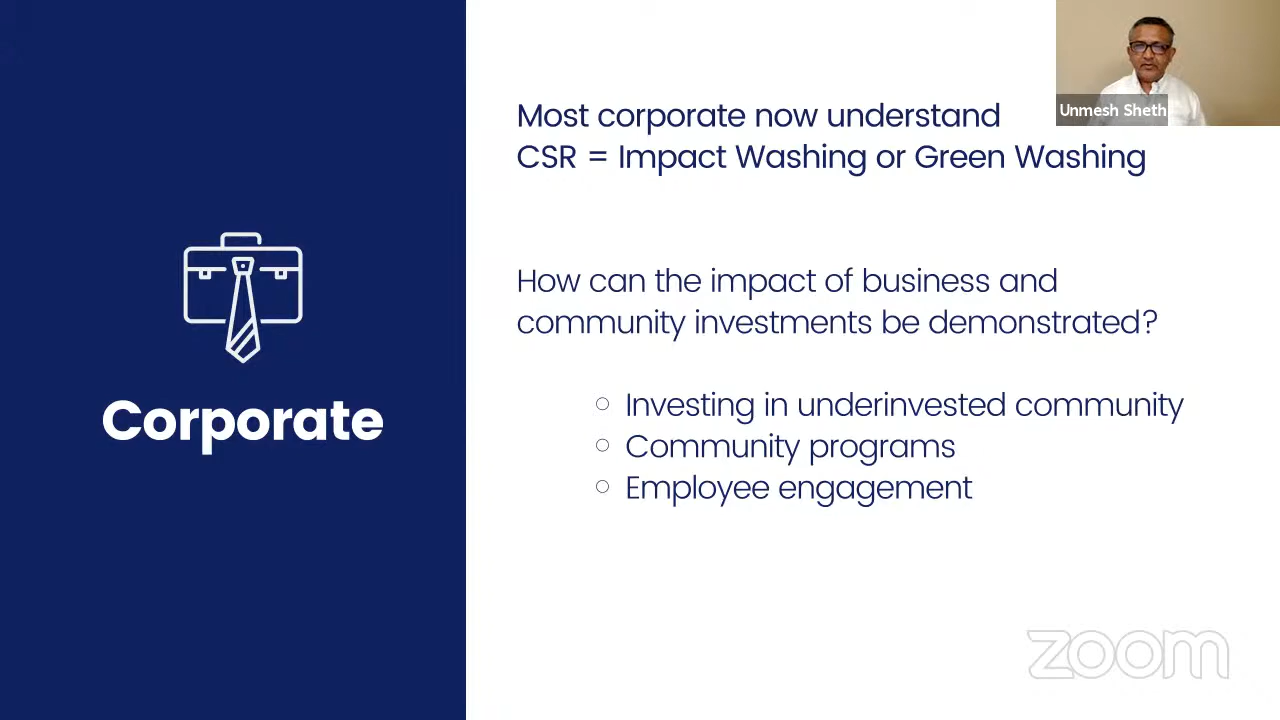 Most corporate now understand
CSR = Impact Washing or Green Washing
Unmesh Sheth
How can the impact of business and
community investments be demonstrated?
Investing in underinvested community
Community programs
Employee engagement
Corporate
zoom